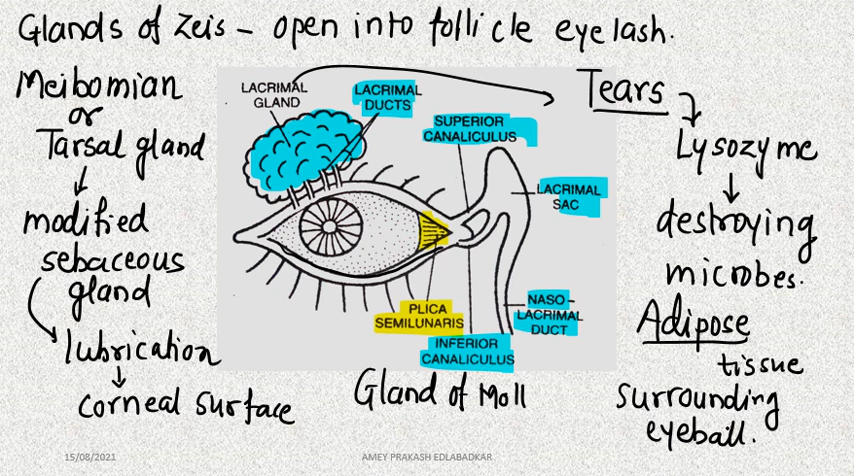 Glands of Zeis – open into follicle eyelash.
Meibomian
or
Tarsal gland
↓
modified
sebaceous
gland
lubrication
↓
corneal surface
LACRIMAL
GLAND
LACRIMAL
DUCTS
SUPERIOR
CANALICULUS
LACRIMAL
SAC
PLICA
SEMILUNARIS
NASO-
LACRIMAL
DUCT
INFERIOR
CANALICULUS
Gland of Moll
Tears
Lysozyme
↓
destroying
microbes.
Adipose
tissue
surrounding
eyeball.
15/08/2021
AMEY PRAKASH EDLABADKAR